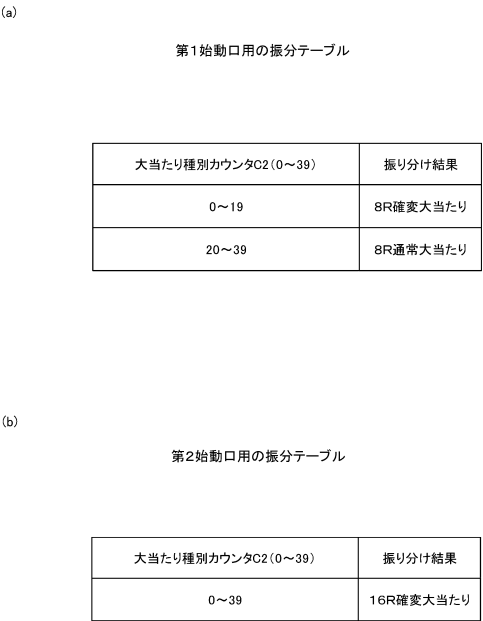 (a)
第１始動口用の振分テーブル
大当たり種別カウンタC2(0～39) 振り分け結果
0～19 8R確変大当たり
20～39 8R通常大当たり
(b)
第２始動口用の振分テーブル
大当たり種別カウンタC2(0～39) 振り分け結果
0～39 16R確変大当たり